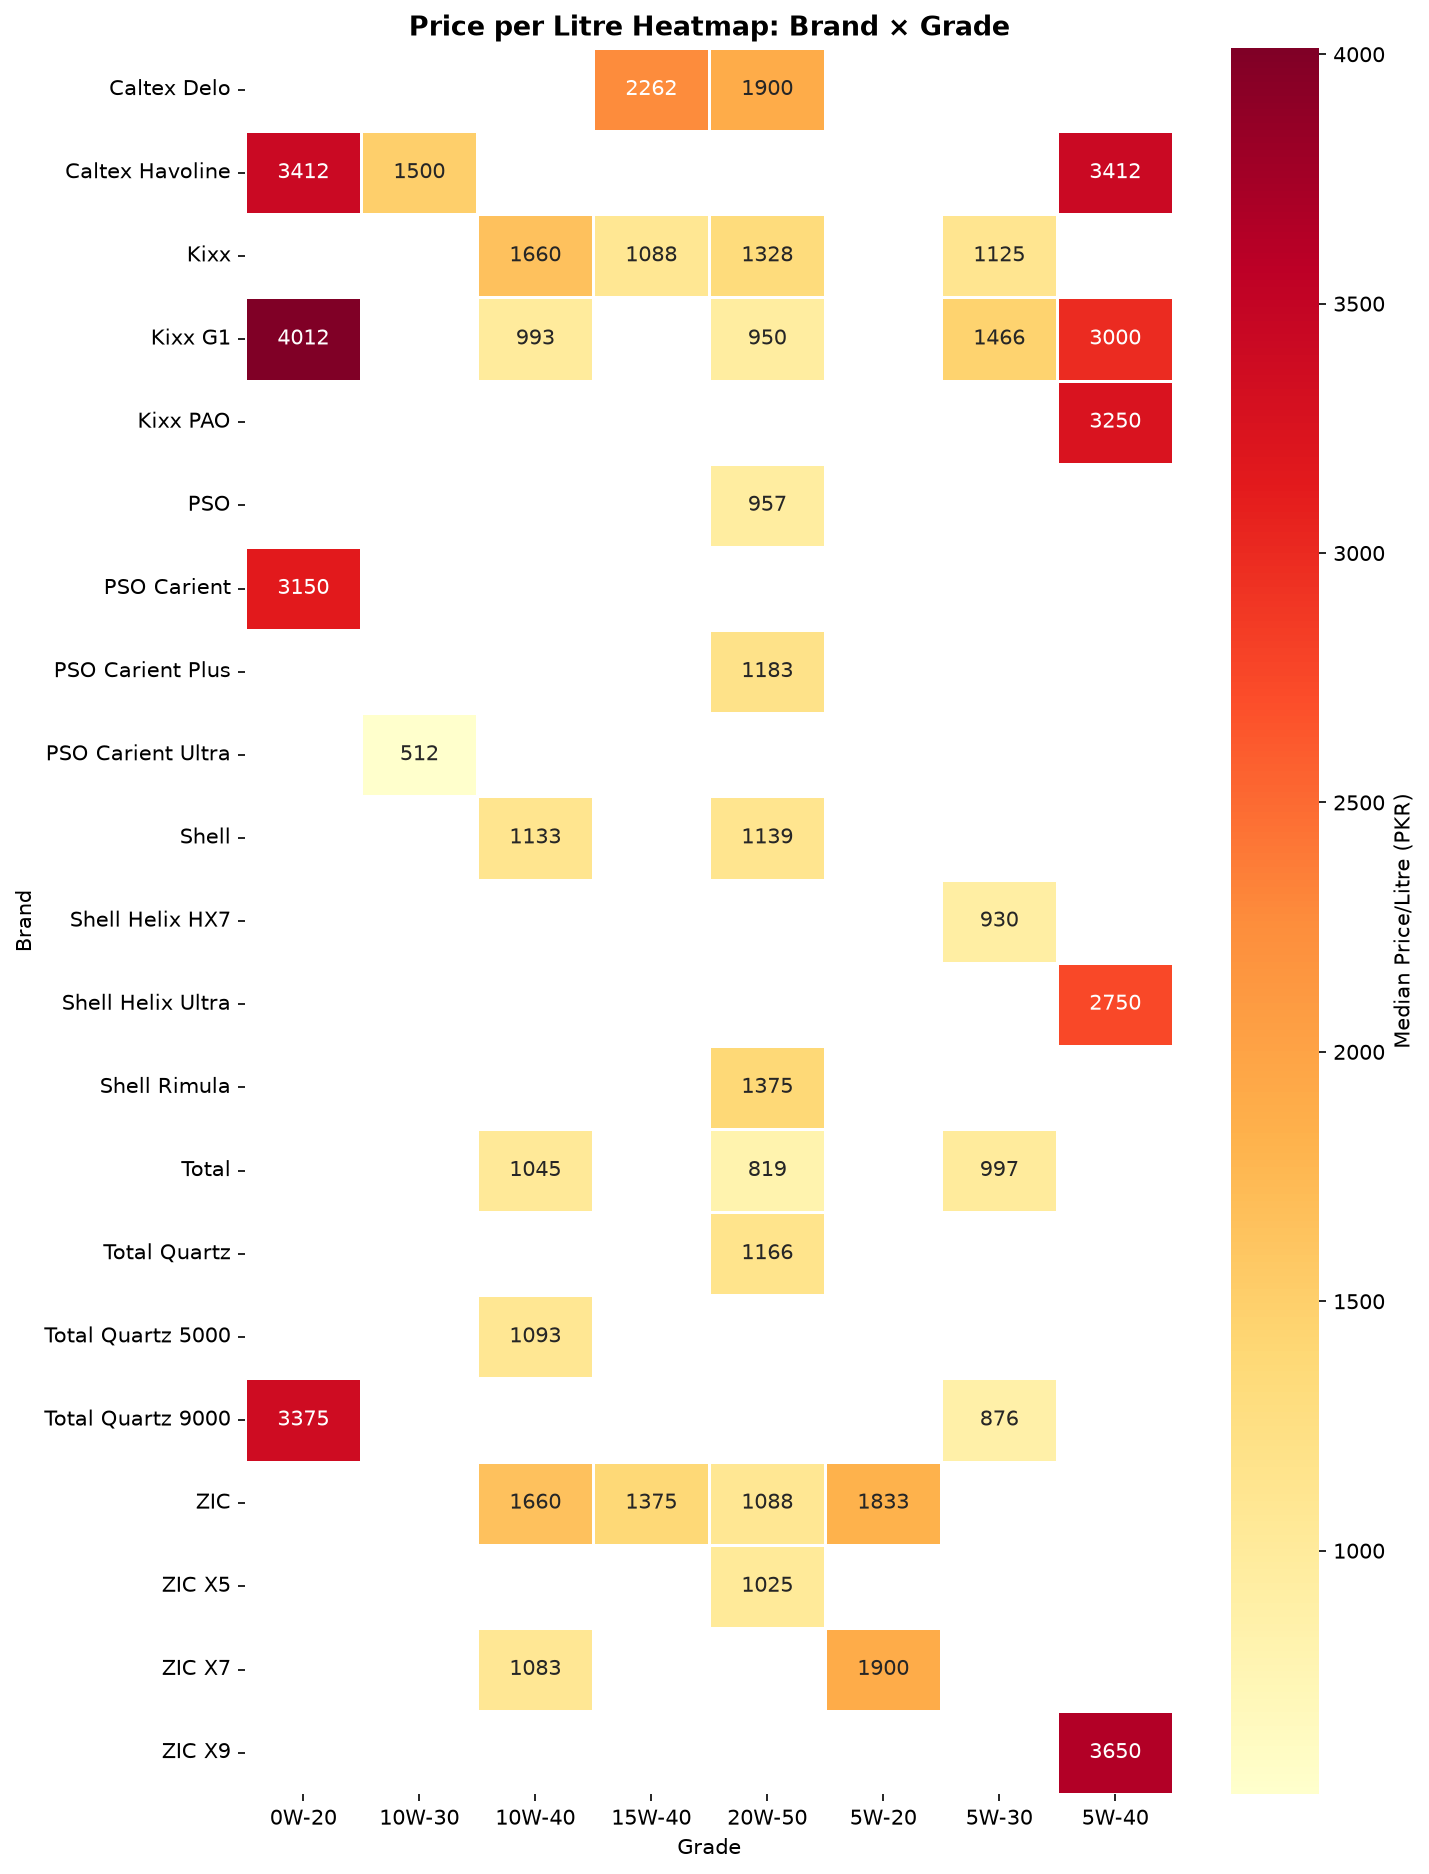 Price per Litre Heatmap: Brand × Grade
Caltex Delo 2262 1900
Caltex Havoline 3412 1500 3412
Kixx 1660 1088 1328 1125
Kixx G1 4012 993 950 1466 3000
Kixx PAO 3250
PSO 957
PSO Carient 3150
PSO Carient Plus 1183
PSO Carient Ultra 512
Shell 1133 1139
Shell Helix HX7 930
Shell Helix Ultra 2750
Shell Rimula 1375
Total 1045 819 997
Total Quartz 1166
Total Quartz 5000 1093
Total Quartz 9000 3375 876
ZIC 1660 1375 1088 1833
ZIC X5 1025
ZIC X7 1083 1900
ZIC X9 3650
0W-20 10W-30 10W-40 15W-40 20W-50 5W-20 5W-30 5W-40
Grade
Brand
4000
3500
3000
2500
2000
1500
1000
Median Price/Litre (PKR)